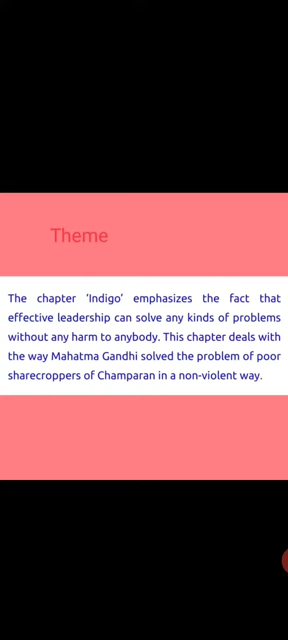 Theme
The chapter ‘Indigo’ emphasizes the fact that
effective leadership can solve any kinds of problems
without any harm to anybody. This chapter deals with
the way Mahatma Gandhi solved the problem of poor
sharecroppers of Champaran in a non-violent way.